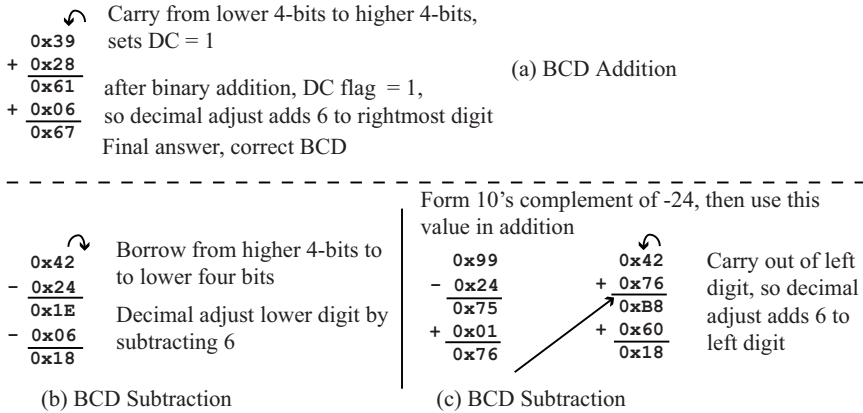 Carry from lower 4-bits to higher 4-bits,
sets DC = 1
0x39
+ 0x28
0x61
+ 0x06
0x67
after binary addition, DC flag = 1,
so decimal adjust adds 6 to rightmost digit
Final answer, correct BCD
(a) BCD Addition
0x42
- 0x24
0x1E
- 0x06
0x18
Borrow from higher 4-bits to
to lower four bits
Decimal adjust lower digit by
subtracting 6
(b) BCD Subtraction
Form 10's complement of -24, then use this
value in addition
0x99
- 0x24
0x75
+ 0x01
0x76
0x42
+ 0x76
0xB8
+ 0x60
0x18
Carry out of left
digit, so decimal
adjust adds 6 to
left digit
(c) BCD Subtraction